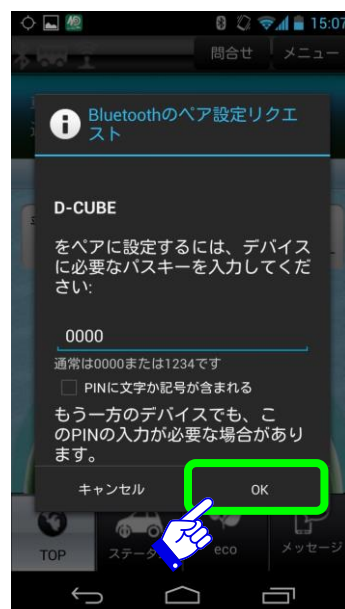 15:07
問合せ メニュー
Bluetoothのペア設定リクエ
スト
D-CUBE
をペアに設定するには、デバイス
に必要なパスキーを入力してくだ
さい:
0000
通常は0000または1234です
PINに文字か記号が含まれる
もう一方のデバイスでも、こ
のPINの入力が必要な場合があり
ます。
キャンセル OK
TOP ステータ eco メッセージ